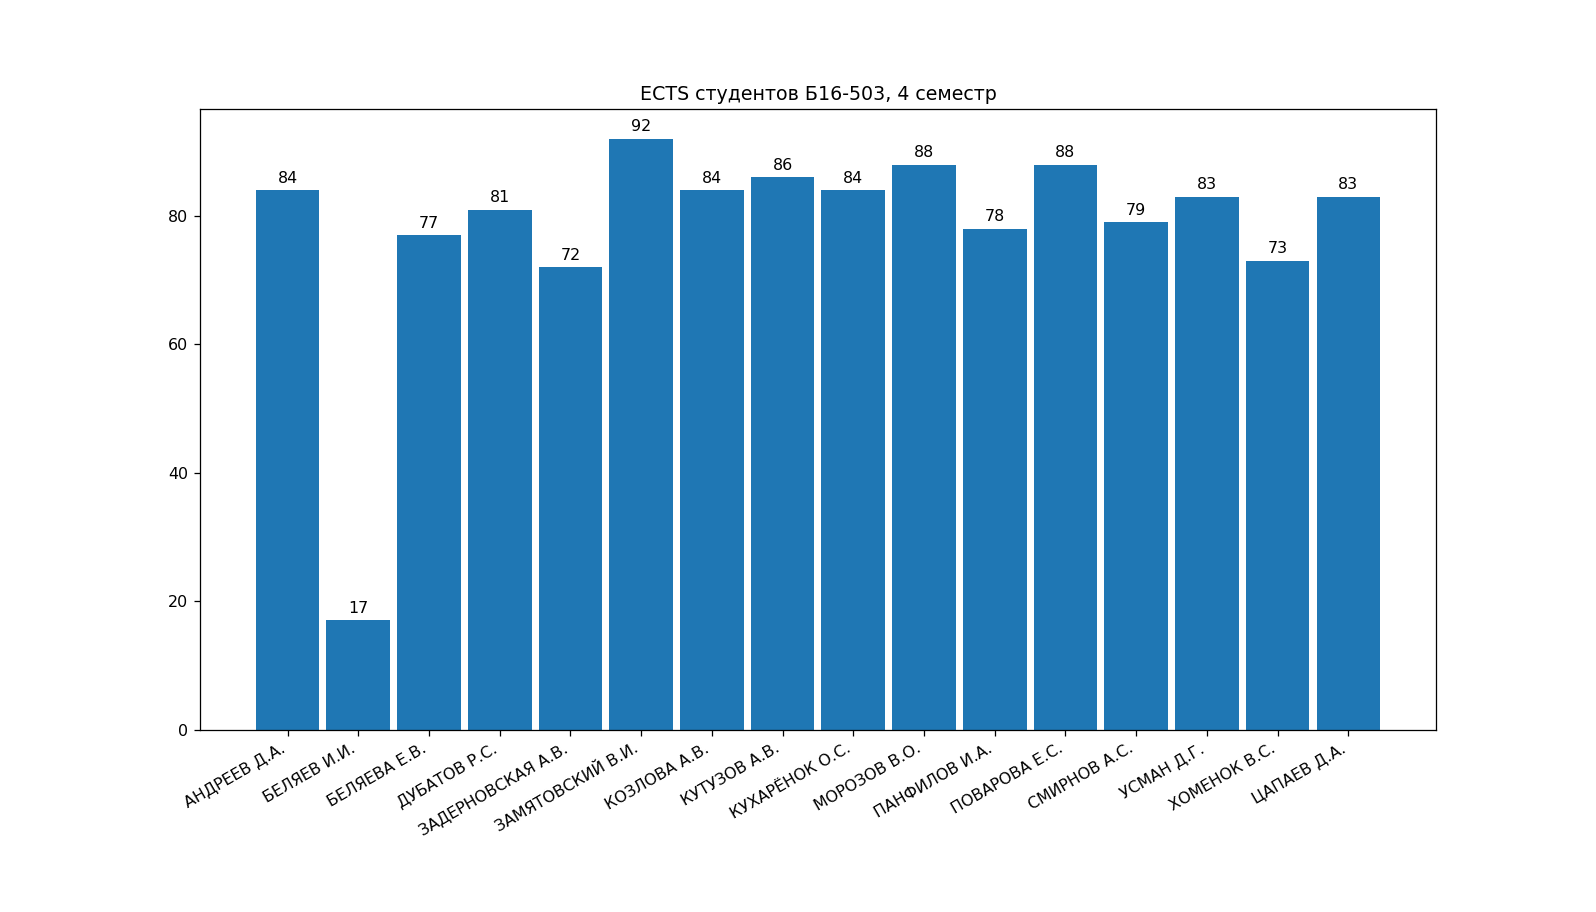 ECTS студентов Б16-503, 4 семестр
92
88
88
86
84
84
84
83
83
81
79
78
77
73
72
17
80
60
40
20
0
АНДРЕЕВ Д.А.
БЕЛЯЕВ И.И.
БЕЛЯЕВА Е.В.
ДУБАТОВ Р.С.
ЗАДЕРНОВСКАЯ А.В.
ЗАМЯТОВСКИЙ В.И.
КОЗЛОВА А.В.
КУТУЗОВ А.В.
КУХАРЁНОК О.С.
МОРОЗОВ В.О.
ПАНФИЛОВ И.А.
ПОВАРОВА Е.С.
СМИРНОВ А.С.
УСМАН Д.Г.
ХОМЕНОК В.С.
ЦАПАЕВ Д.А.